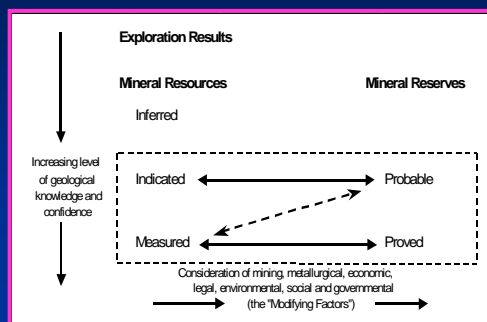 Exploration Results
Mineral Resources
Mineral Reserves
Inferred
Increasing level
of geological
knowledge and
confidence
Indicated
Probable
Measured
Proved
Consideration of mining, metallurgical, economic,
legal, environmental, social and governmental
(the "Modifying Factors")